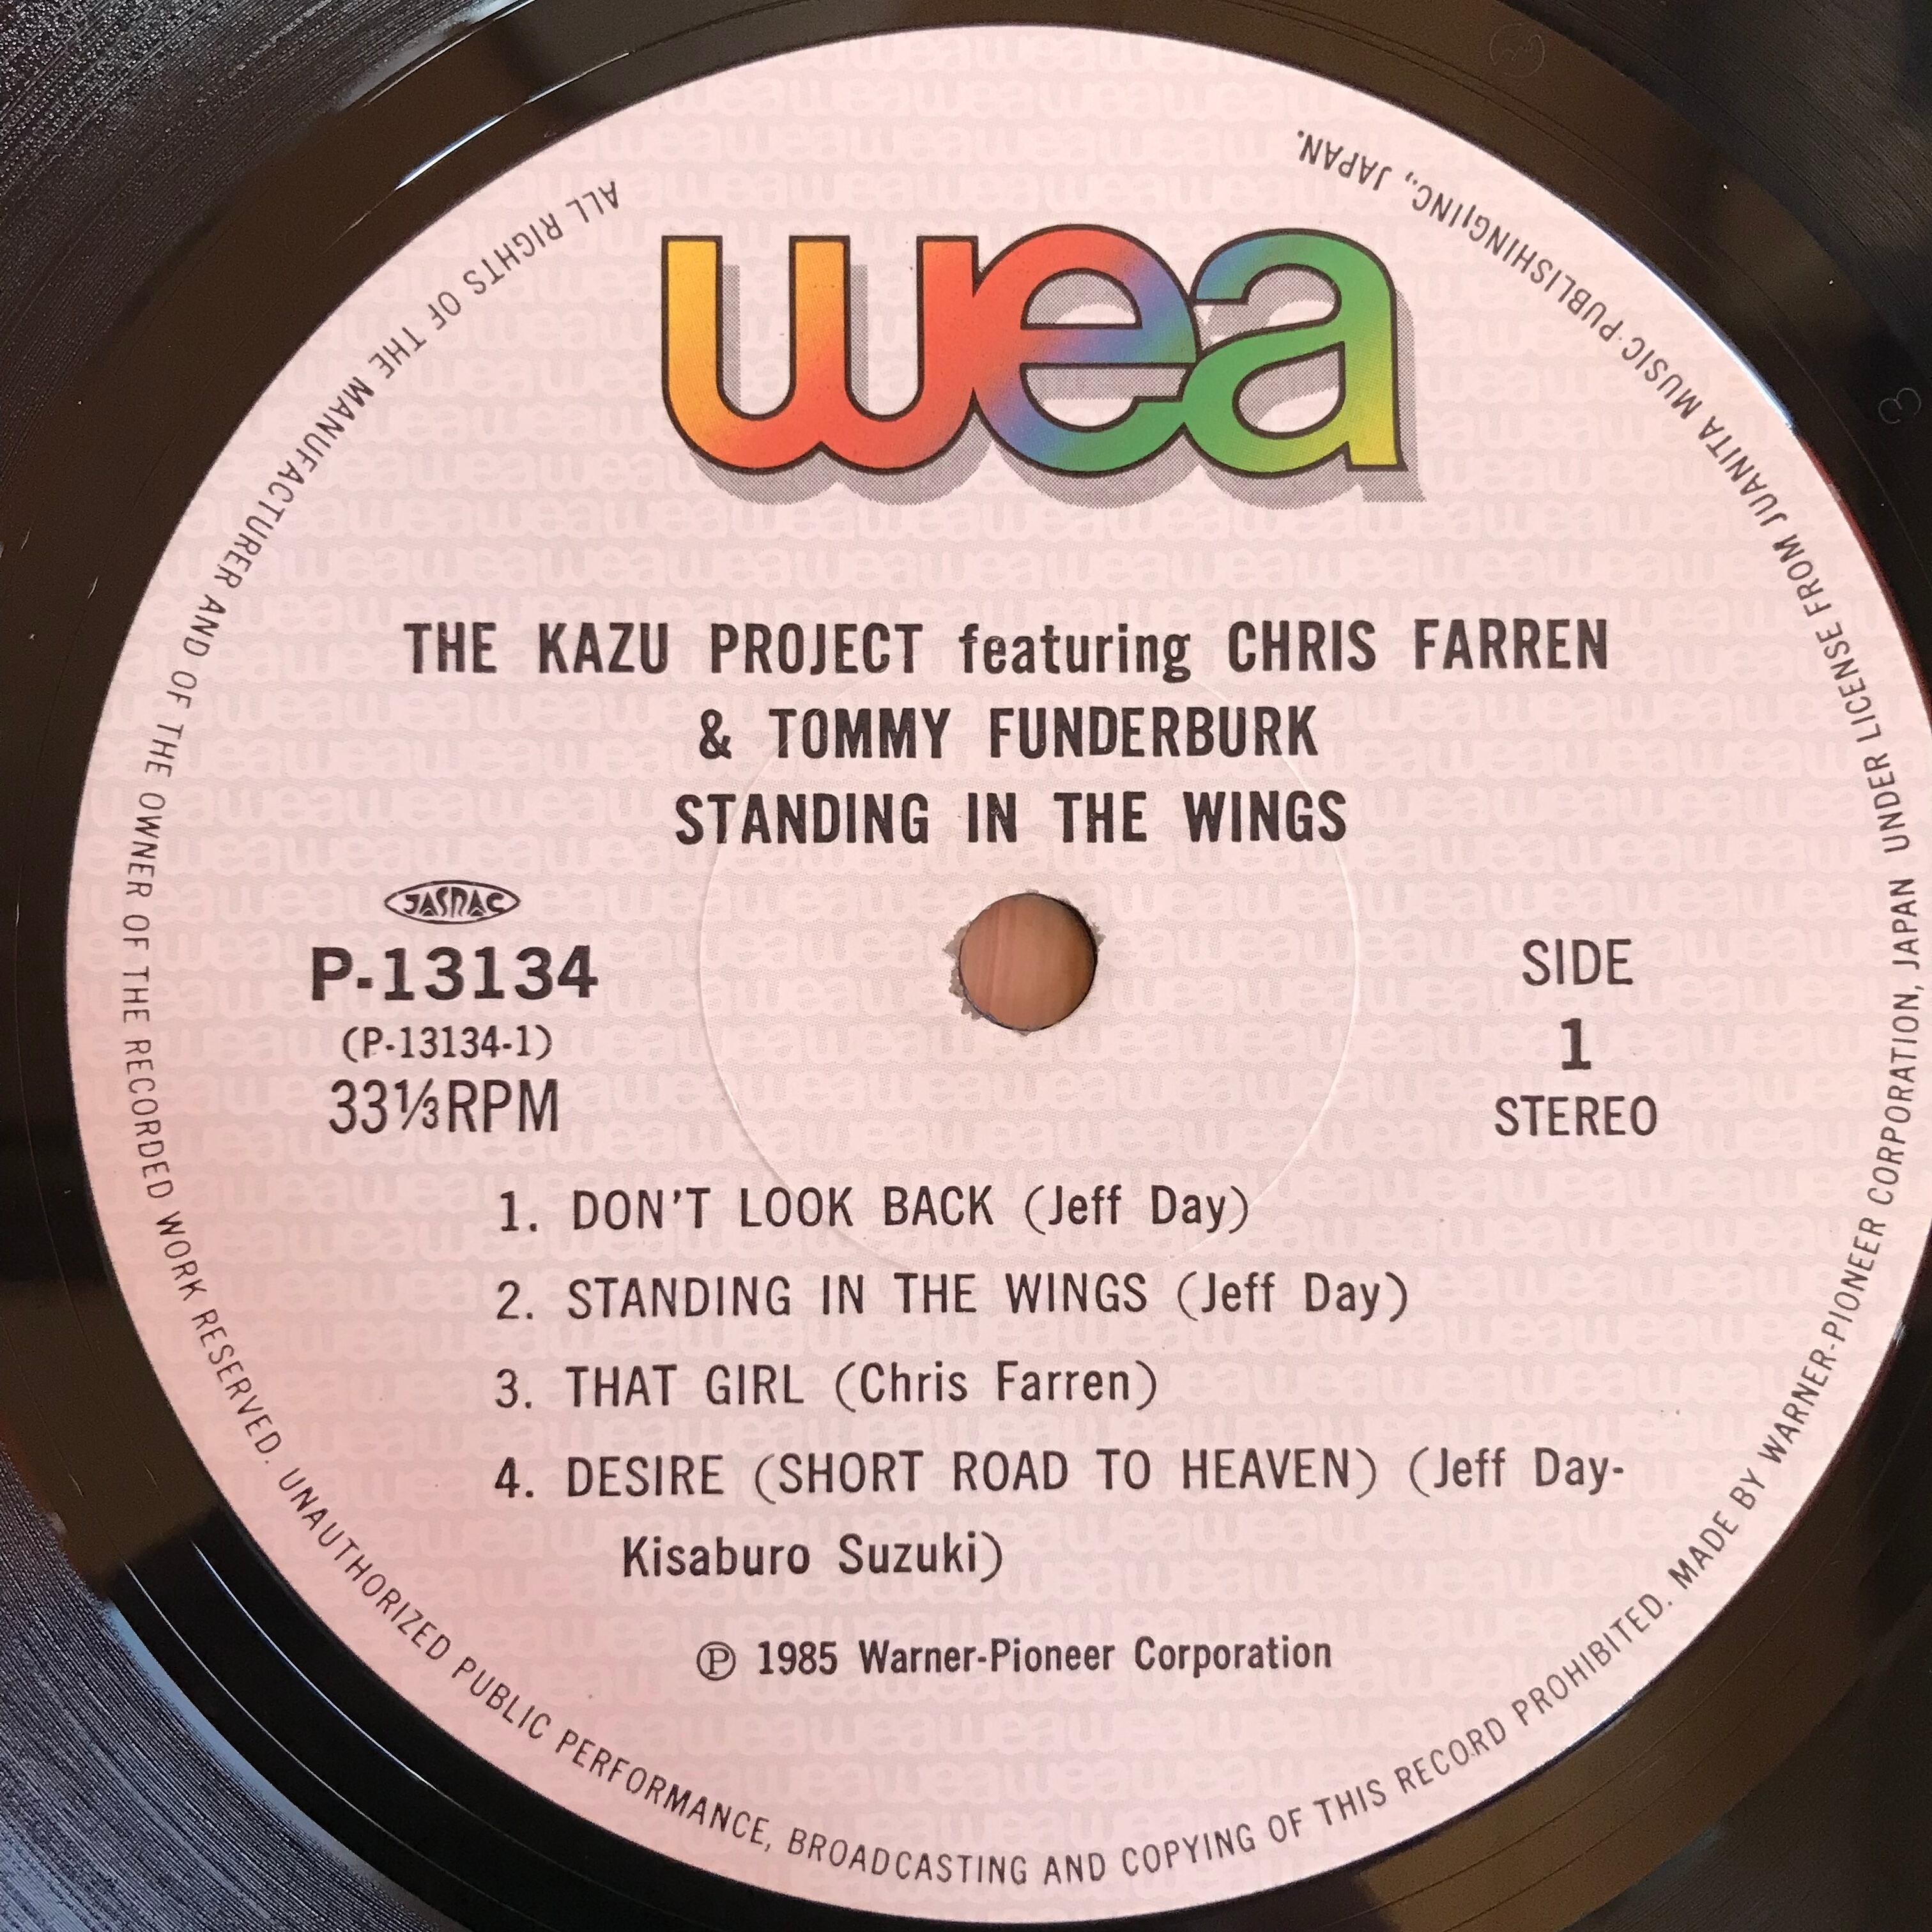 wea
THE KAZU PROJECT featuring CHRIS FARREN
& TOMMY FUNDERBURK
STANDING IN THE WINGS
JASRAC
P-13134
(P-13134-1)
33⅓RPM
SIDE
1
STEREO
1. DON'T LOOK BACK (Jeff Day)
2. STANDING IN THE WINGS (Jeff Day)
3. THAT GIRL (Chris Farren)
4. DESIRE (SHORT ROAD TO HEAVEN) (Jeff Day-
Kisaburo Suzuki)
Ⓟ 1985 Warner-Pioneer Corporation
ALL RIGHTS OF THE MANUFACTURER AND OF THE OWNER OF THE RECORDED WORK RESERVED. UNAUTHORIZED PUBLIC PERFORMANCE, BROADCASTING AND COPYING OF THIS RECORD PROHIBITED. MADE BY WARNER-PIONEER CORPORATION, JAPAN UNDER LICENSE FROM JUANITA MUSIC PUBLISHING, INC., JAPAN.